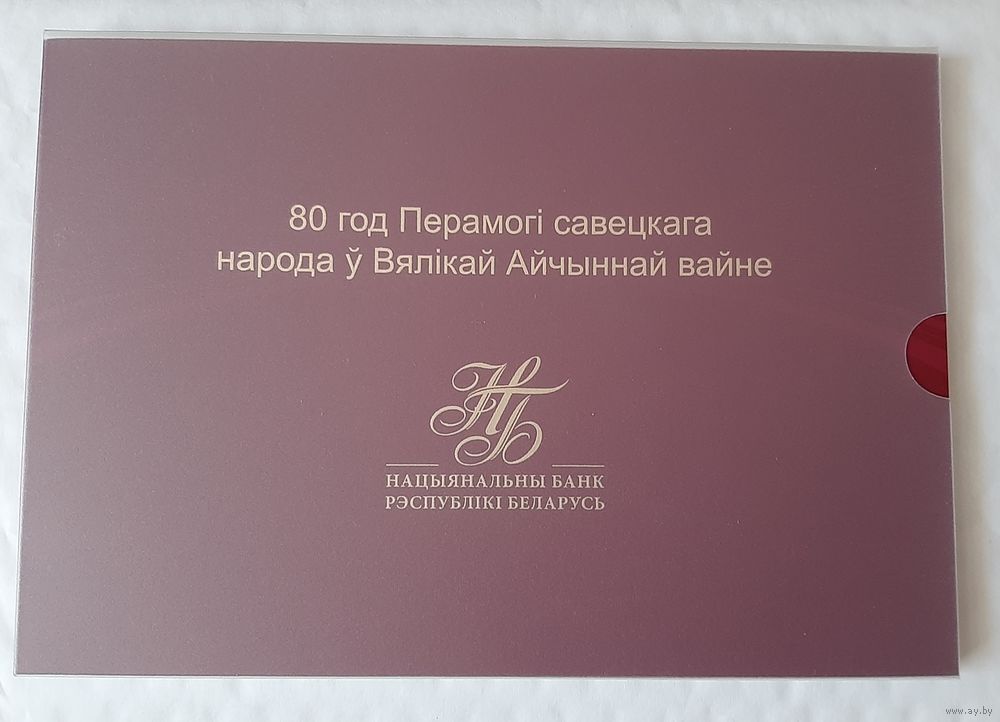 80 год Перамогі савецкага
народа ў Вялікай Айчыннай вайне
НБ
НАЦЫЯНАЛЬНЫ БАНК
РЭСПУБЛІКІ БЕЛАРУСЬ
www.ay.by